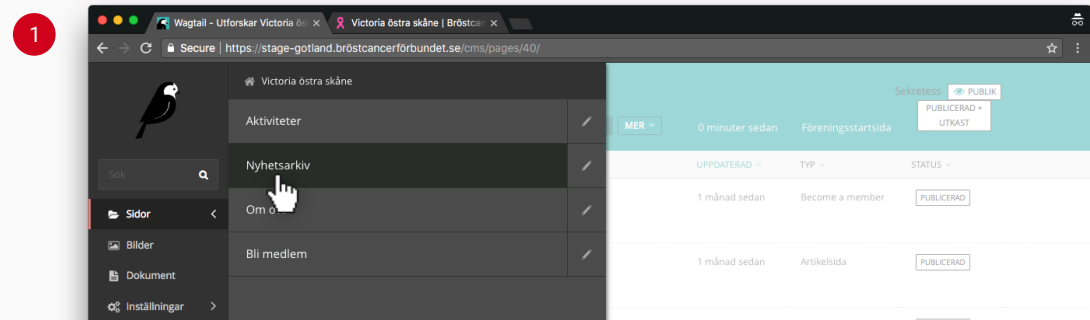 1
Wagtail - Utforskar Victoria ös
Victoria östra skåne | Bröstcan
Secure
https://stage-gotland.bröstcancerförbundet.se/cms/pages/40/
Victoria östra skåne
Aktiviteter
Nyhetsarkiv
Om o
Bli medlem
Sök
Sidor
Bilder
Dokument
Inställningar
Sekretess
PUBLIK
MER
0 minuter sedan
Föreningsstartsida
PUBLICERAD +
UTKAST
UPPDATERAD
TYP
STATUS
1 månad sedan
Become a member
PUBLICERAD
1 månad sedan
Artikelsida
PUBLICERAD